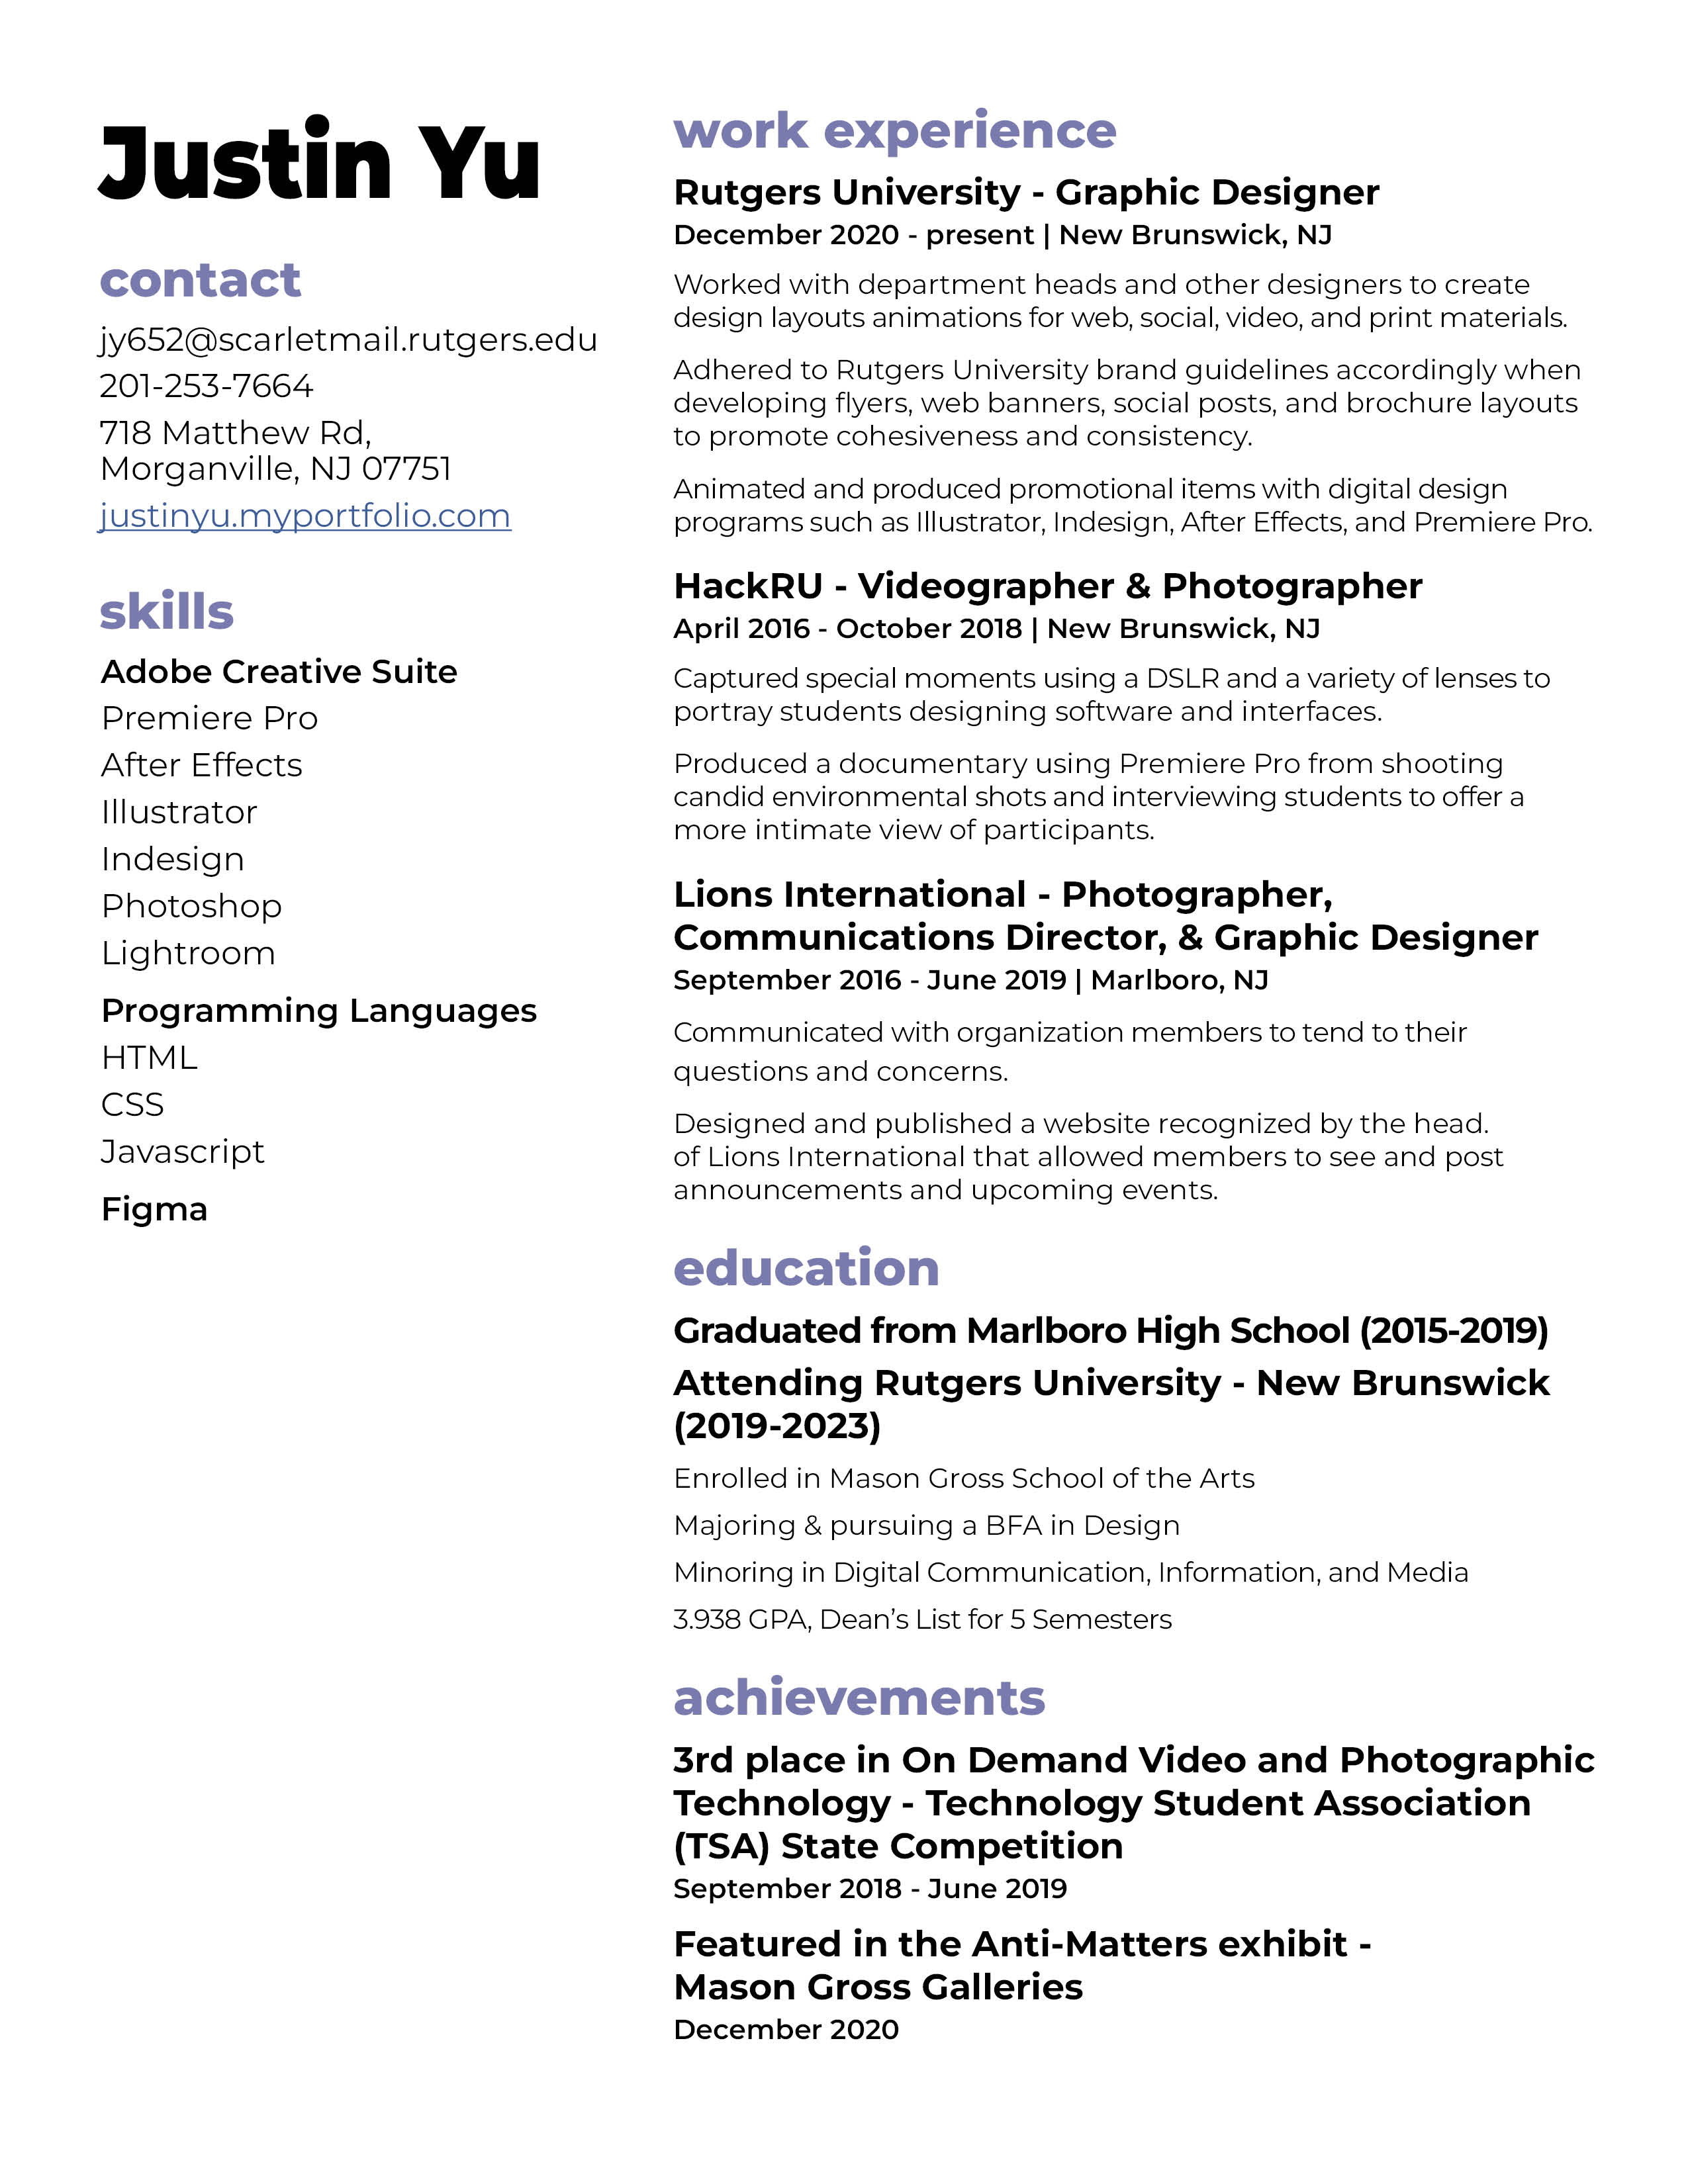 Justin Yu
contact
jy652@scarletmail.rutgers.edu
201-253-7664
718 Matthew Rd,
Morganville, NJ 07751
justinyu.myportfolio.com
skills
Adobe Creative Suite
Premiere Pro
After Effects
Illustrator
Indesign
Photoshop
Lightroom
Programming Languages
HTML
CSS
Javascript
Figma
work experience
Rutgers University - Graphic Designer
December 2020 - present | New Brunswick, NJ
Worked with department heads and other designers to create
design layouts animations for web, social, video, and print materials.
Adhered to Rutgers University brand guidelines accordingly when
developing flyers, web banners, social posts, and brochure layouts
to promote cohesiveness and consistency.
Animated and produced promotional items with digital design
programs such as Illustrator, Indesign, After Effects, and Premiere Pro.
HackRU - Videographer & Photographer
April 2016 - October 2018 | New Brunswick, NJ
Captured special moments using a DSLR and a variety of lenses to
portray students designing software and interfaces.
Produced a documentary using Premiere Pro from shooting
candid environmental shots and interviewing students to offer a
more intimate view of participants.
Lions International - Photographer,
Communications Director, & Graphic Designer
September 2016 - June 2019 | Marlboro, NJ
Communicated with organization members to tend to their
questions and concerns.
Designed and published a website recognized by the head.
of Lions International that allowed members to see and post
announcements and upcoming events.
education
Graduated from Marlboro High School (2015-2019)
Attending Rutgers University - New Brunswick
(2019-2023)
Enrolled in Mason Gross School of the Arts
Majoring & pursuing a BFA in Design
Minoring in Digital Communication, Information, and Media
3.938 GPA, Dean’s List for 5 Semesters
achievements
3rd place in On Demand Video and Photographic
Technology - Technology Student Association
(TSA) State Competition
September 2018 - June 2019
Featured in the Anti-Matters exhibit -
Mason Gross Galleries
December 2020